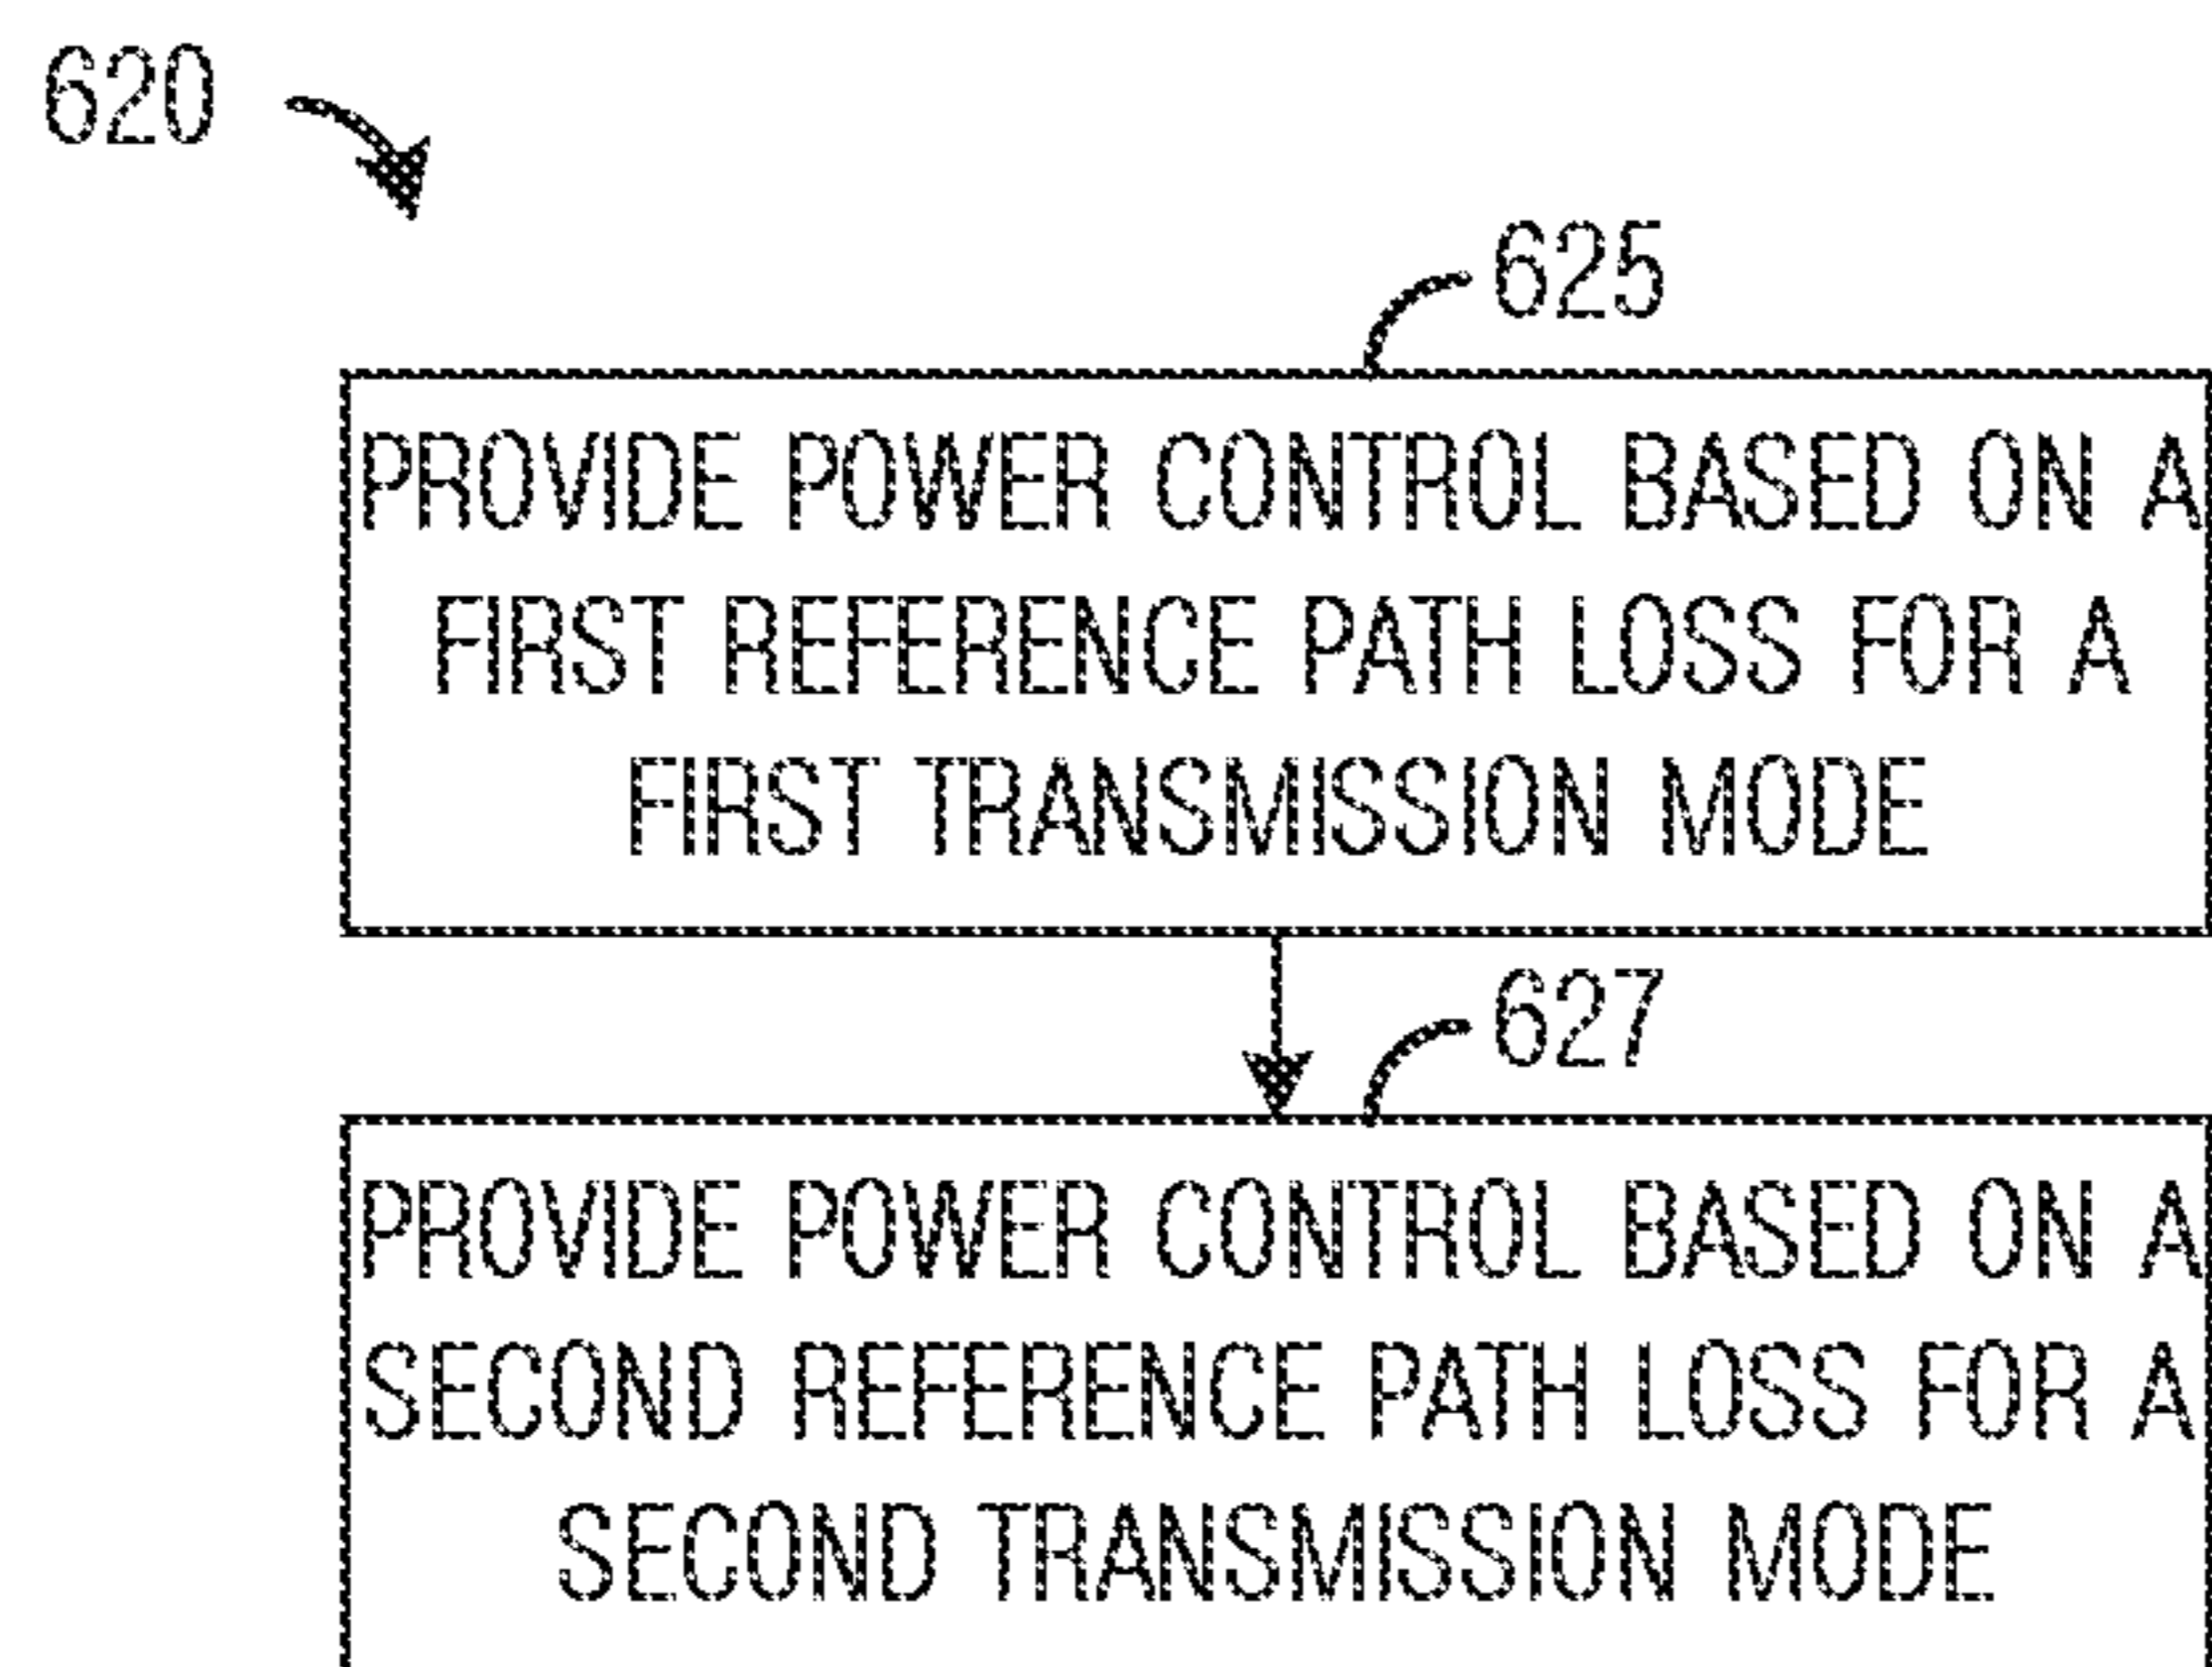 620
625
PROVIDE POWER CONTROL BASED ON A
FIRST REFERENCE PATH LOSS FOR A
FIRST TRANSMISSION MODE
627
PROVIDE POWER CONTROL BASED ON A
SECOND REFERENCE PATH LOSS FOR A
SECOND TRANSMISSION MODE